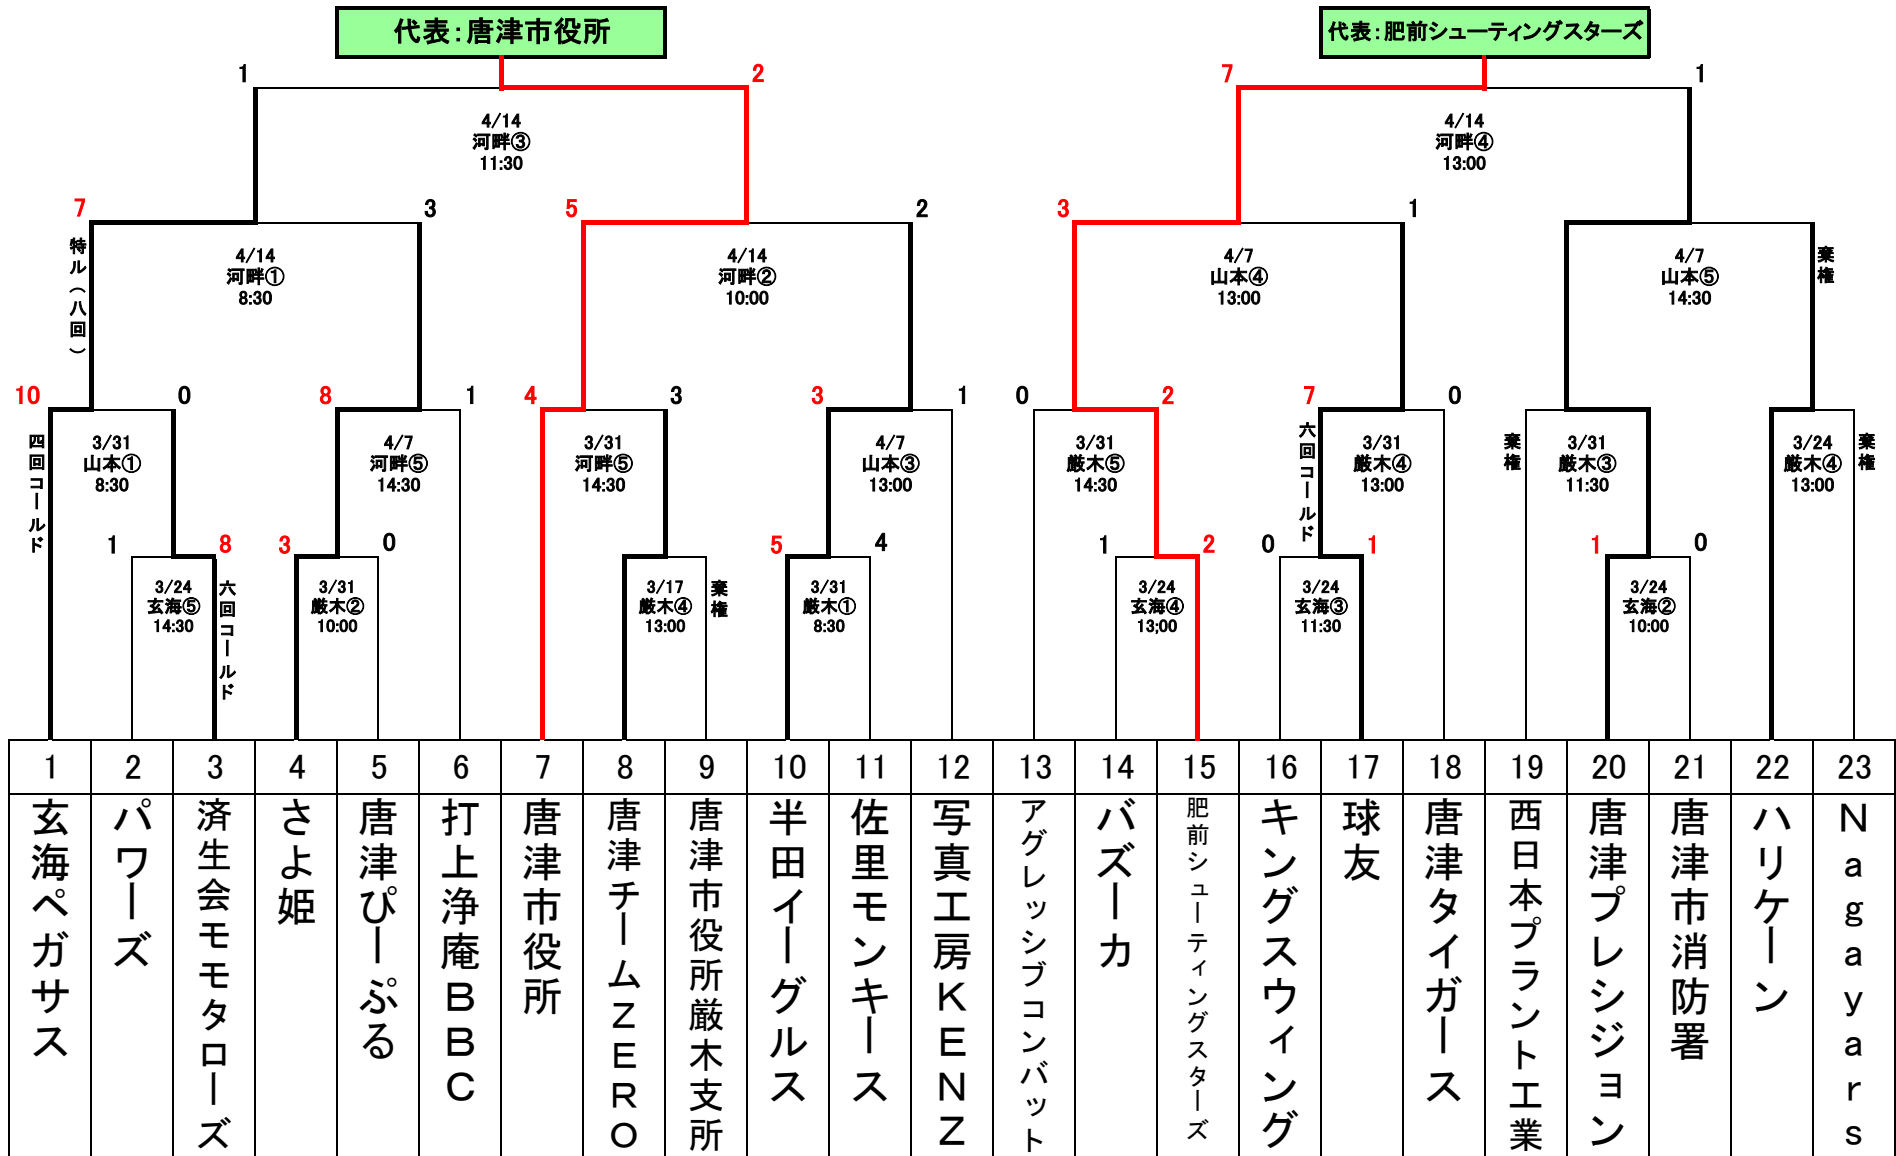 代表：唐津市役所
代表：肥前シューティングスターズ
1
2
7
1
4/14
河畔③
11:30
4/14
河畔④
13:00
7
3
5
2
3
1
特ル（八回）
4/14
河畔①
8:30
4/14
河畔②
10:00
4/7
山本④
13:00
4/7
山本⑤
14:30
棄権
10
0
8
1
4
3
3
1
0
2
7
0
四回コールド
3/31
山本①
8:30
4/7
河畔⑤
14:30
3/31
河畔⑤
14:30
4/7
山本③
13:00
3/31
厳木⑤
14:30
六回コールド
3/31
厳木④
13:00
棄権
3/31
厳木③
11:30
3/24
厳木④
13:00
棄権
1
8
3
0
5
4
1
2
0
1
1
0
3/24
玄海⑤
14:30
六回コールド
3/31
厳木②
10:00
3/17
厳木④
13:00
棄権
3/31
厳木①
8:30
3/24
玄海④
13;00
3/24
玄海③
11:30
3/24
玄海②
10:00
1 2 3 4 5 6 7 8 9 10 11 12 13 14 15 16 17 18 19 20 21 22 23
玄海ペガサス
パワーズ
済生会モモタローズ
さよ姫
唐津ぴーぷる
打上浄庵ＢＢＣ
唐津市役所
唐津チームＺＥＲＯ
唐津市役所厳木支所
半田イーグルス
佐里モンキース
写真工房ＫＥＮＺ
アグレッシブコンバット
バズーカ
肥前シューティングスターズ
キングスウィング
球友
唐津タイガース
西日本プラント工業
唐津プレシジョン
唐津市消防署
ハリケーン
Ｎａｇａｙａｒｓ